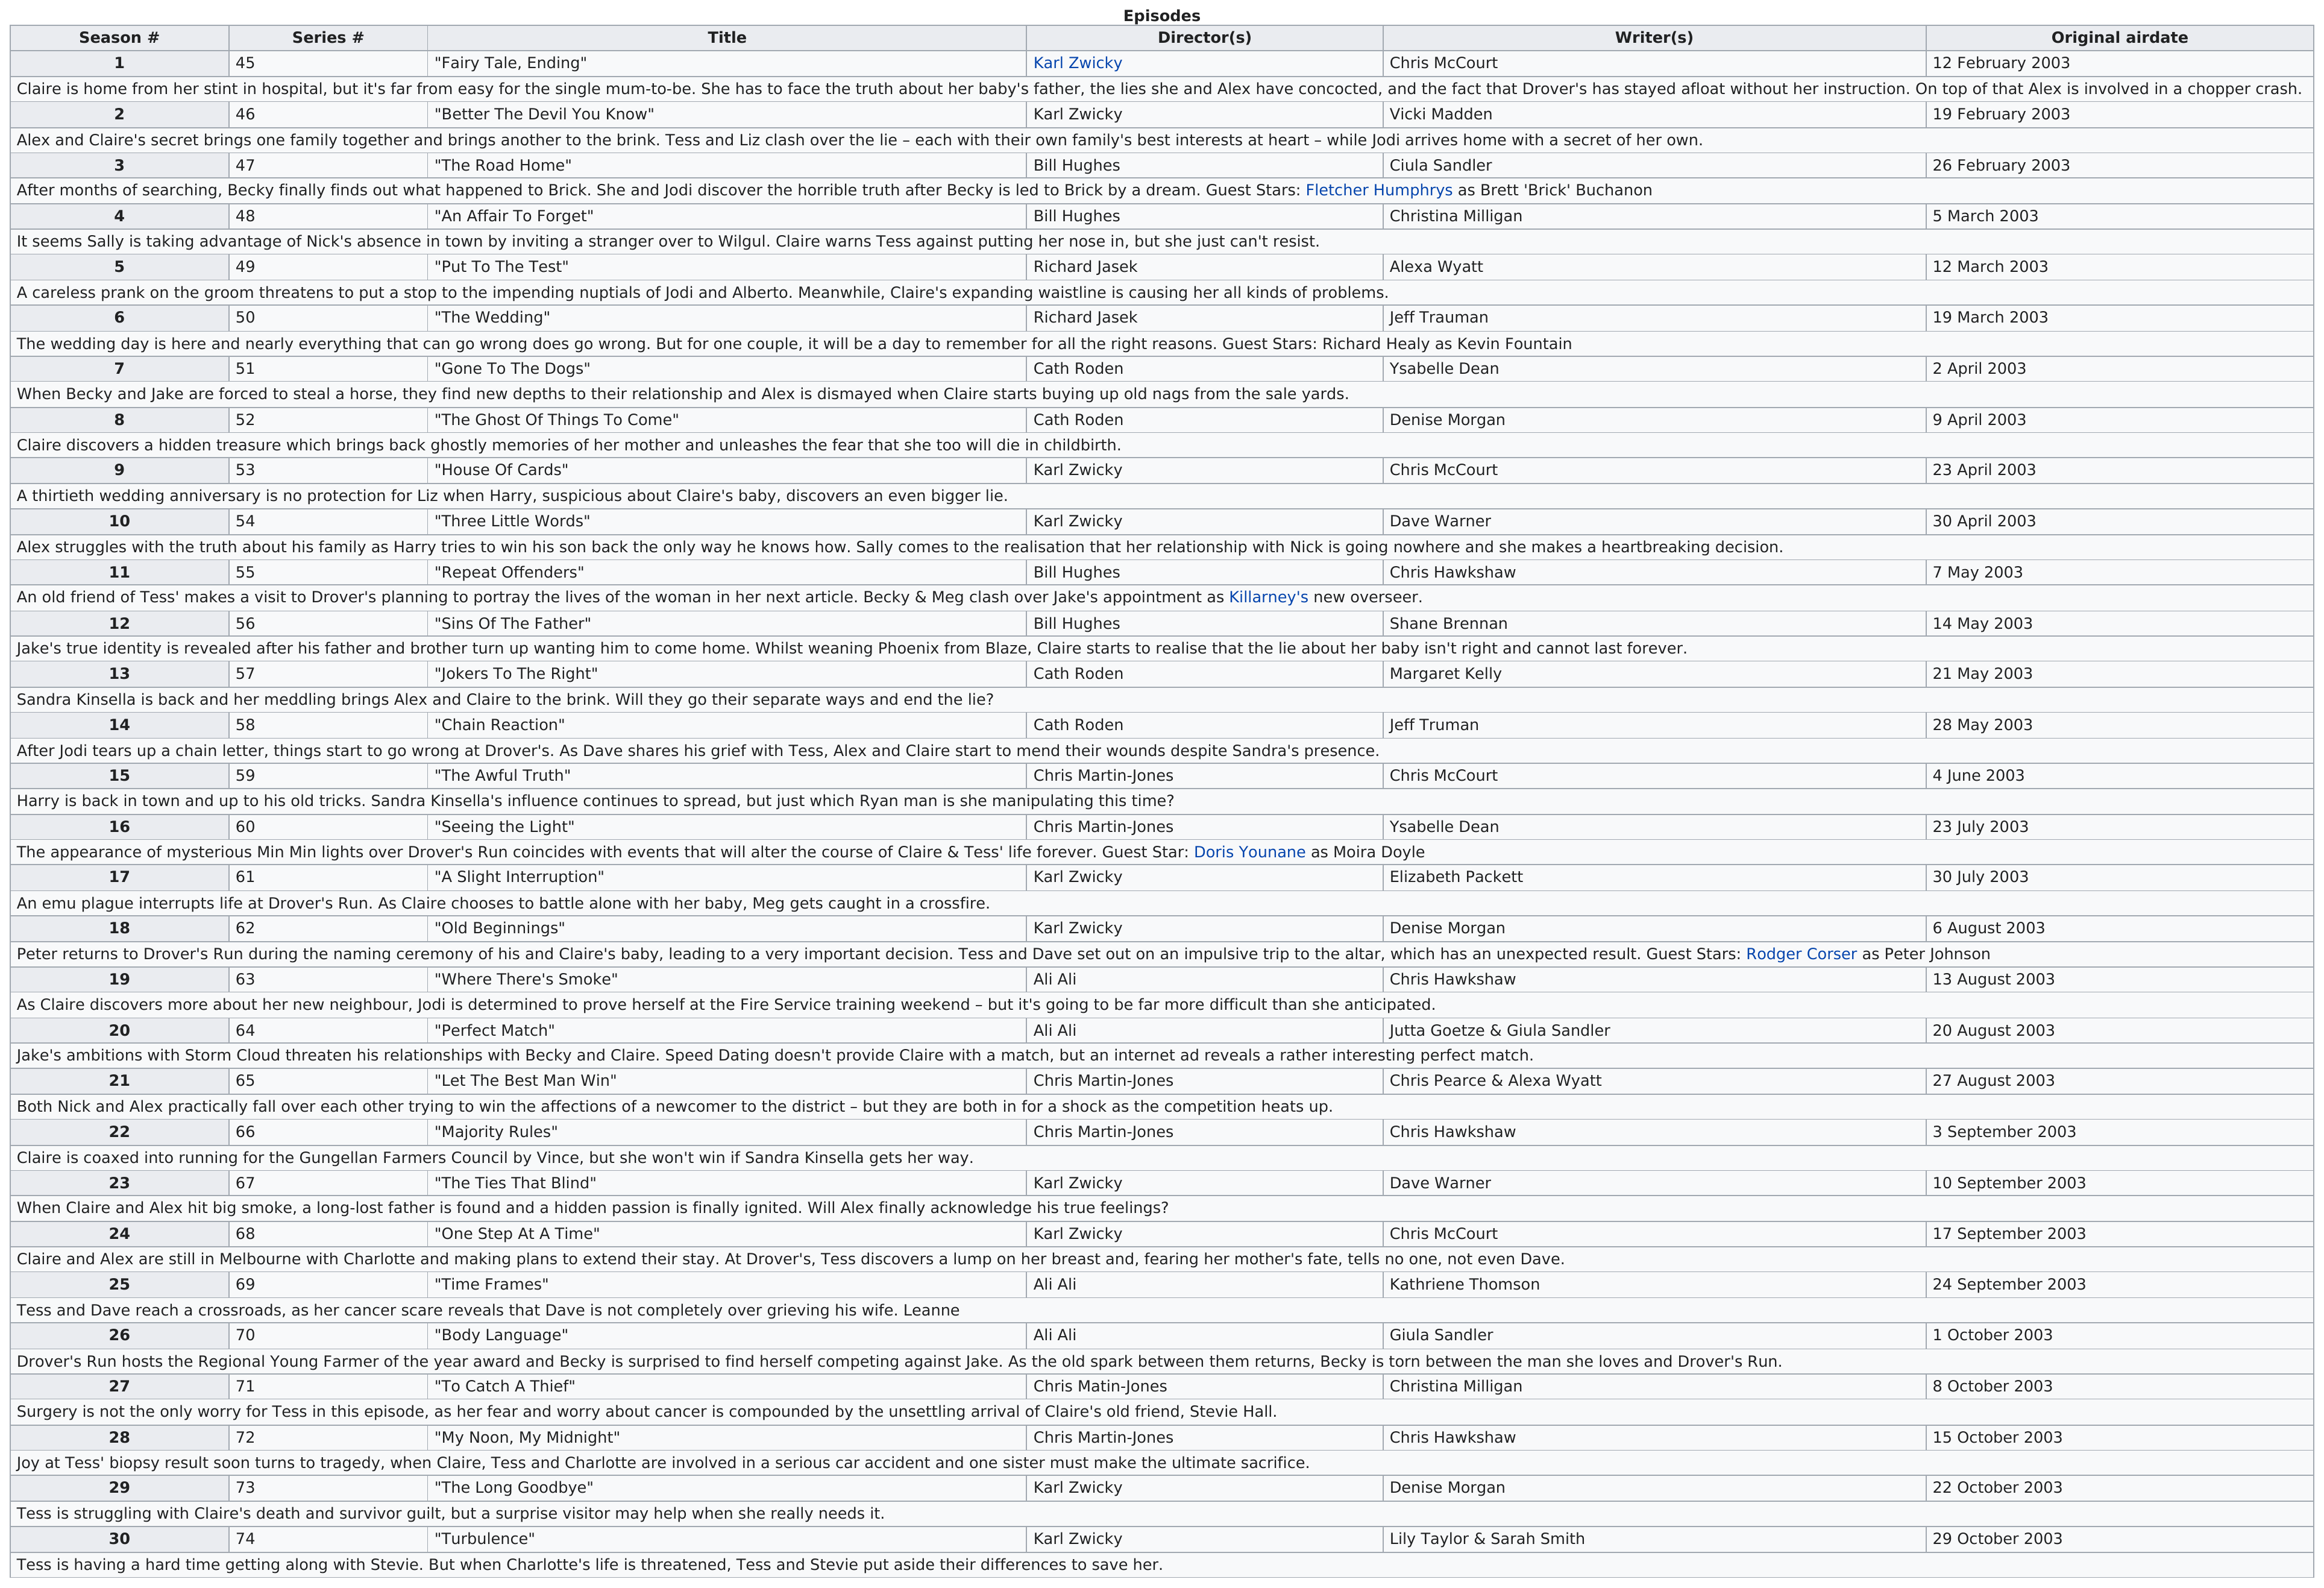 Episodes
Season # Series # Title Director(s) Writer(s) Original airdate
1 45 "Fairy Tale, Ending" Karl Zwicky Chris McCourt 12 February 2003
Claire is home from her stint in hospital, but it's far from easy for the single mum-to-be. She has to face the truth about her baby's father, the lies she and Alex have concocted, and the fact that Drover's has stayed afloat without her instruction. On top of that Alex is involved in a chopper crash.
2 46 "Better The Devil You Know" Karl Zwicky Vicki Madden 19 February 2003
Alex and Claire's secret brings one family together and brings another to the brink. Tess and Liz clash over the lie – each with their own family's best interests at heart – while Jodi arrives home with a secret of her own.
3 47 "The Road Home" Bill Hughes Ciula Sandler 26 February 2003
After months of searching, Becky finally finds out what happened to Brick. She and Jodi discover the horrible truth after Becky is led to Brick by a dream. Guest Stars: Fletcher Humphrys as Brett 'Brick' Buchanon
4 48 "An Affair To Forget" Bill Hughes Christina Milligan 5 March 2003
It seems Sally is taking advantage of Nick's absence in town by inviting a stranger over to Wilgul. Claire warns Tess against putting her nose in, but she just can't resist.
5 49 "Put To The Test" Richard Jasek Alexa Wyatt 12 March 2003
A careless prank on the groom threatens to put a stop to the impending nuptials of Jodi and Alberto. Meanwhile, Claire's expanding waistline is causing her all kinds of problems.
6 50 "The Wedding" Richard Jasek Jeff Trauman 19 March 2003
The wedding day is here and nearly everything that can go wrong does go wrong. But for one couple, it will be a day to remember for all the right reasons. Guest Stars: Richard Healy as Kevin Fountain
7 51 "Gone To The Dogs" Cath Roden Ysabelle Dean 2 April 2003
When Becky and Jake are forced to steal a horse, they find new depths to their relationship and Alex is dismayed when Claire starts buying up old nags from the sale yards.
8 52 "The Ghost Of Things To Come" Cath Roden Denise Morgan 9 April 2003
Claire discovers a hidden treasure which brings back ghostly memories of her mother and unleashes the fear that she too will die in childbirth.
9 53 "House Of Cards" Karl Zwicky Chris McCourt 23 April 2003
A thirtieth wedding anniversary is no protection for Liz when Harry, suspicious about Claire's baby, discovers an even bigger lie.
10 54 "Three Little Words" Karl Zwicky Dave Warner 30 April 2003
Alex struggles with the truth about his family as Harry tries to win his son back the only way he knows how. Sally comes to the realisation that her relationship with Nick is going nowhere and she makes a heartbreaking decision.
11 55 "Repeat Offenders" Bill Hughes Chris Hawkshaw 7 May 2003
An old friend of Tess' makes a visit to Drover's planning to portray the lives of the woman in her next article. Becky & Meg clash over Jake's appointment as Killarney's new overseer.
12 56 "Sins Of The Father" Bill Hughes Shane Brennan 14 May 2003
Jake's true identity is revealed after his father and brother turn up wanting him to come home. Whilst weaning Phoenix from Blaze, Claire starts to realise that the lie about her baby isn't right and cannot last forever.
13 57 "Jokers To The Right" Cath Roden Margaret Kelly 21 May 2003
Sandra Kinsella is back and her meddling brings Alex and Claire to the brink. Will they go their separate ways and end the lie?
14 58 "Chain Reaction" Cath Roden Jeff Truman 28 May 2003
After Jodi tears up a chain letter, things start to go wrong at Drover's. As Dave shares his grief with Tess, Alex and Claire start to mend their wounds despite Sandra's presence.
15 59 "The Awful Truth" Chris Martin-Jones Chris McCourt 4 June 2003
Harry is back in town and up to his old tricks. Sandra Kinsella's influence continues to spread, but just which Ryan man is she manipulating this time?
16 60 "Seeing the Light" Chris Martin-Jones Ysabelle Dean 23 July 2003
The appearance of mysterious Min Min lights over Drover's Run coincides with events that will alter the course of Claire & Tess' life forever. Guest Star: Doris Younane as Moira Doyle
17 61 "A Slight Interruption" Karl Zwicky Elizabeth Packett 30 July 2003
An emu plague interrupts life at Drover's Run. As Claire chooses to battle alone with her baby, Meg gets caught in a crossfire.
18 62 "Old Beginnings" Karl Zwicky Denise Morgan 6 August 2003
Peter returns to Drover's Run during the naming ceremony of his and Claire's baby, leading to a very important decision. Tess and Dave set out on an impulsive trip to the altar, which has an unexpected result. Guest Stars: Rodger Corser as Peter Johnson
19 63 "Where There's Smoke" Ali Ali Chris Hawkshaw 13 August 2003
As Claire discovers more about her new neighbour, Jodi is determined to prove herself at the Fire Service training weekend – but it's going to be far more difficult than she anticipated.
20 64 "Perfect Match" Ali Ali Jutta Goetze & Giula Sandler 20 August 2003
Jake's ambitions with Storm Cloud threaten his relationships with Becky and Claire. Speed Dating doesn't provide Claire with a match, but an internet ad reveals a rather interesting perfect match.
21 65 "Let The Best Man Win" Chris Martin-Jones Chris Pearce & Alexa Wyatt 27 August 2003
Both Nick and Alex practically fall over each other trying to win the affections of a newcomer to the district – but they are both in for a shock as the competition heats up.
22 66 "Majority Rules" Chris Martin-Jones Chris Hawkshaw 3 September 2003
Claire is coaxed into running for the Gungellan Farmers Council by Vince, but she won't win if Sandra Kinsella gets her way.
23 67 "The Ties That Blind" Karl Zwicky Dave Warner 10 September 2003
When Claire and Alex hit big smoke, a long-lost father is found and a hidden passion is finally ignited. Will Alex finally acknowledge his true feelings?
24 68 "One Step At A Time" Karl Zwicky Chris McCourt 17 September 2003
Claire and Alex are still in Melbourne with Charlotte and making plans to extend their stay. At Drover's, Tess discovers a lump on her breast and, fearing her mother's fate, tells no one, not even Dave.
25 69 "Time Frames" Ali Ali Kathriene Thomson 24 September 2003
Tess and Dave reach a crossroads, as her cancer scare reveals that Dave is not completely over grieving his wife. Leanne
26 70 "Body Language" Ali Ali Giula Sandler 1 October 2003
Drover's Run hosts the Regional Young Farmer of the year award and Becky is surprised to find herself competing against Jake. As the old spark between them returns, Becky is torn between the man she loves and Drover's Run.
27 71 "To Catch A Thief" Chris Matin-Jones Christina Milligan 8 October 2003
Surgery is not the only worry for Tess in this episode, as her fear and worry about cancer is compounded by the unsettling arrival of Claire's old friend, Stevie Hall.
28 72 "My Noon, My Midnight" Chris Martin-Jones Chris Hawkshaw 15 October 2003
Joy at Tess' biopsy result soon turns to tragedy, when Claire, Tess and Charlotte are involved in a serious car accident and one sister must make the ultimate sacrifice.
29 73 "The Long Goodbye" Karl Zwicky Denise Morgan 22 October 2003
Tess is struggling with Claire's death and survivor guilt, but a surprise visitor may help when she really needs it.
30 74 "Turbulence" Karl Zwicky Lily Taylor & Sarah Smith 29 October 2003
Tess is having a hard time getting along with Stevie. But when Charlotte's life is threatened, Tess and Stevie put aside their differences to save her.